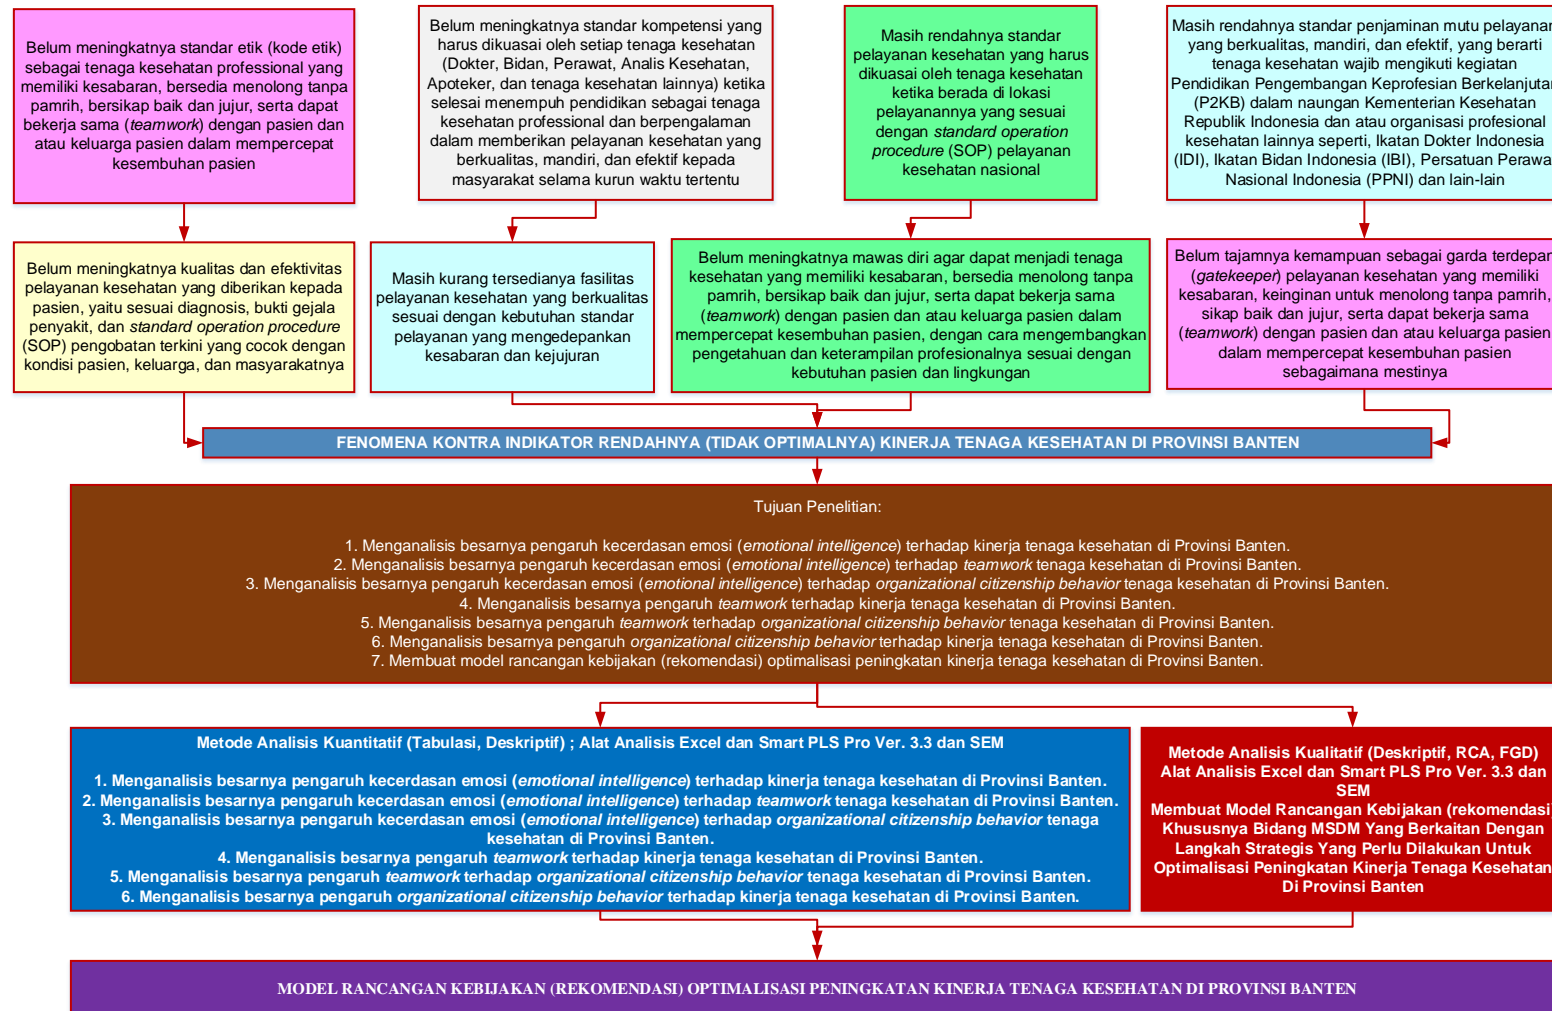 Belum meningkatnya standar etik (kode etik)
sebagai tenaga kesehatan professional yang
memiliki kesabaran, bersedia menolong tanpa
pamrih, bersikap baik dan jujur, serta dapat
bekerja sama (teamwork) dengan pasien dan
atau keluarga pasien dalam mempercepat
kesembuhan pasien
Belum meningkatnya standar kompetensi yang
harus dikuasai oleh setiap tenaga kesehatan
(Dokter, Bidan, Perawat, Analis Kesehatan,
Apoteker, dan tenaga kesehatan lainnya) ketika
selesai menempuh pendidikan sebagai tenaga
kesehatan professional dan berpengalaman
dalam memberikan pelayanan kesehatan yang
berkualitas, mandiri, dan efektif kepada
masyarakat selama kurun waktu tertentu
Masih rendahnya standar
pelayanan kesehatan yang harus
dikuasai oleh tenaga kesehatan
ketika berada di lokasi
pelayanannya yang sesuai
dengan standard operation
procedure (SOP) pelayanan
kesehatan nasional
Masih rendahnya standar penjaminan mutu pelayanan
yang berkualitas, mandiri, dan efektif, yang berarti
tenaga kesehatan wajib mengikuti kegiatan
Pendidikan Pengembangan Keprofesian Berkelanjutan
(P2KB) dalam naungan Kementerian Kesehatan
Republik Indonesia dan atau organisasi profesional
kesehatan lainnya seperti, Ikatan Dokter Indonesia
(IDI), Ikatan Bidan Indonesia (IBI), Persatuan Perawat
Nasional Indonesia (PPNI) dan lain-lain
Belum meningkatnya kualitas dan efektivitas
pelayanan kesehatan yang diberikan kepada
pasien, yaitu sesuai diagnosis, bukti gejala
penyakit, dan standard operation procedure
(SOP) pengobatan terkini yang cocok dengan
kondisi pasien, keluarga, dan masyarakatnya
Masih kurang tersedianya fasilitas
pelayanan kesehatan yang berkualitas
sesuai dengan kebutuhan standar
pelayanan yang mengedepankan
kesabaran dan kejujuran
Belum meningkatnya mawas diri agar dapat menjadi tenaga
kesehatan yang memiliki kesabaran, bersedia menolong tanpa
pamrih, bersikap baik dan jujur, serta dapat bekerja sama
(teamwork) dengan pasien dan atau keluarga pasien dalam
mempercepat kesembuhan pasien, dengan cara mengembangkan
pengetahuan dan keterampilan profesionalnya sesuai dengan
kebutuhan pasien dan lingkungan
Belum tajamnya kemampuan sebagai garda terdepan
(gatekeeper) pelayanan kesehatan yang memiliki
kesabaran, keinginan untuk menolong tanpa pamrih,
sikap baik dan jujur, serta dapat bekerja sama
(teamwork) dengan pasien dan atau keluarga pasien
dalam mempercepat kesembuhan pasien
sebagaimana mestinya
FENOMENA KONTRA INDIKATOR RENDAHNYA (TIDAK OPTIMALNYA) KINERJA TENAGA KESEHATAN DI PROVINSI BANTEN
Tujuan Penelitian:
1. Menganalisis besarnya pengaruh kecerdasan emosi (emotional intelligence) terhadap kinerja tenaga kesehatan di Provinsi Banten.
2. Menganalisis besarnya pengaruh kecerdasan emosi (emotional intelligence) terhadap teamwork tenaga kesehatan di Provinsi Banten.
3. Menganalisis besarnya pengaruh kecerdasan emosi (emotional intelligence) terhadap organizational citizenship behavior tenaga kesehatan di Provinsi Banten.
4. Menganalisis besarnya pengaruh teamwork terhadap kinerja tenaga kesehatan di Provinsi Banten.
5. Menganalisis besarnya pengaruh teamwork terhadap organizational citizenship behavior tenaga kesehatan di Provinsi Banten.
6. Menganalisis besarnya pengaruh organizational citizenship behavior terhadap kinerja tenaga kesehatan di Provinsi Banten.
7. Membuat model rancangan kebijakan (rekomendasi) optimalisasi peningkatan kinerja tenaga kesehatan di Provinsi Banten.
Metode Analisis Kuantitatif (Tabulasi, Deskriptif) ; Alat Analisis Excel dan Smart PLS Pro Ver. 3.3 dan SEM
1. Menganalisis besarnya pengaruh kecerdasan emosi (emotional intelligence) terhadap kinerja tenaga kesehatan di Provinsi Banten.
2. Menganalisis besarnya pengaruh kecerdasan emosi (emotional intelligence) terhadap teamwork tenaga kesehatan di Provinsi Banten.
3. Menganalisis besarnya pengaruh kecerdasan emosi (emotional intelligence) terhadap organizational citizenship behavior tenaga
kesehatan di Provinsi Banten.
4. Menganalisis besarnya pengaruh teamwork terhadap kinerja tenaga kesehatan di Provinsi Banten.
5. Menganalisis besarnya pengaruh teamwork terhadap organizational citizenship behavior tenaga kesehatan di Provinsi Banten.
6. Menganalisis besarnya pengaruh organizational citizenship behavior terhadap kinerja tenaga kesehatan di Provinsi Banten.
Metode Analisis Kualitatif (Deskriptif, RCA, FGD)
Alat Analisis Excel dan Smart PLS Pro Ver. 3.3 dan
SEM
Membuat Model Rancangan Kebijakan (rekomendasi)
Khususnya Bidang MSDM Yang Berkaitan Dengan
Langkah Strategis Yang Perlu Dilakukan Untuk
Optimalisasi Peningkatan Kinerja Tenaga Kesehatan
Di Provinsi Banten
MODEL RANCANGAN KEBIJAKAN (REKOMENDASI) OPTIMALISASI PENINGKATAN KINERJA TENAGA KESEHATAN DI PROVINSI BANTEN